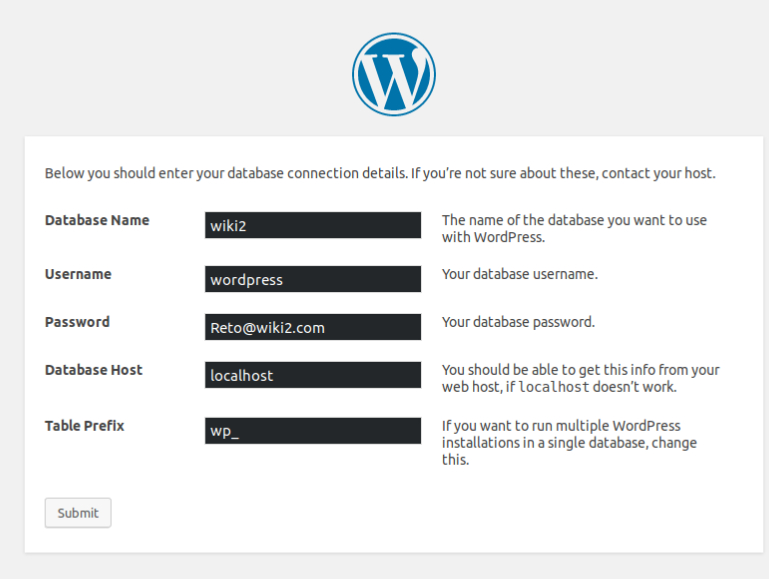 Below you should enter your database connection details. If you're not sure about these, contact your host.
Database Name
wiki2
The name of the database you want to use
with WordPress.
Username
wordpress
Your database username.
Password
Reto@wiki2.com
Your database password.
Database Host
localhost
You should be able to get this info from your
web host, if localhost doesn't work.
Table Prefix
wp_
If you want to run multiple WordPress
installations in a single database, change
this.
Submit